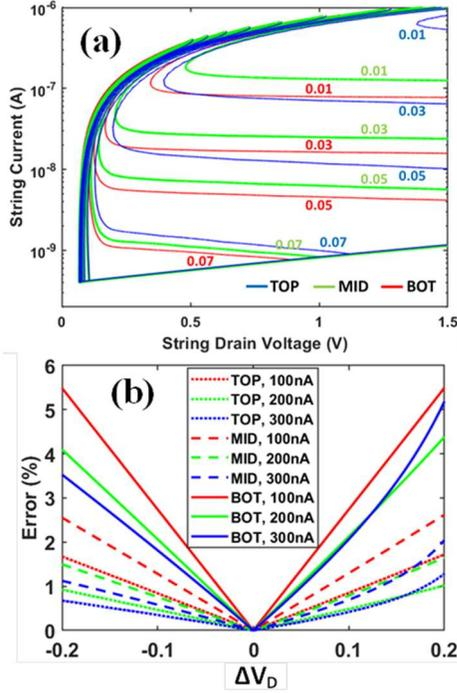 (a)
10^-6
10^-7
10^-8
10^-9
String Current (A)
0.01
0.01
0.01
0.03
0.03
0.03
0.05
0.05
0.05
0.07
0.07
0.07
TOP MID BOT
0 0.5 1 1.5
String Drain Voltage (V)
(b)
6
5
4
3
2
1
0
Error (%)
TOP, 100nA
TOP, 200nA
TOP, 300nA
MID, 100nA
MID, 200nA
MID, 300nA
BOT, 100nA
BOT, 200nA
BOT, 300nA
-0.2 -0.1 0 0.1 0.2
ΔV_D